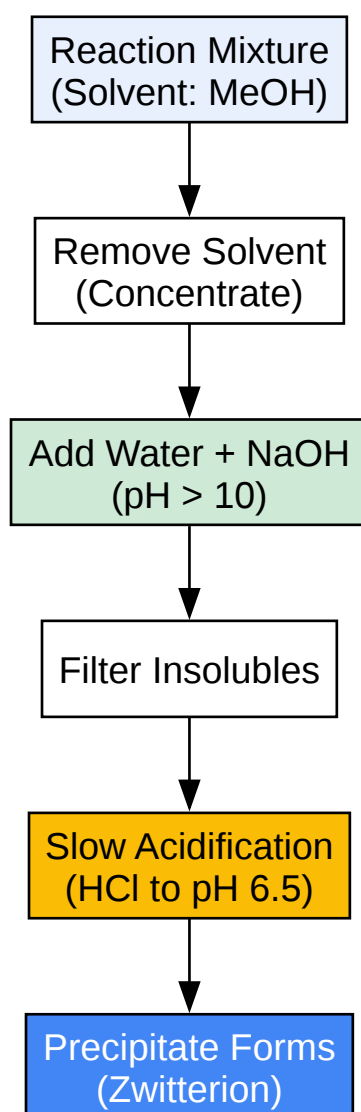 Reaction Mixture
(Solvent: MeOH)
Remove Solvent
(Concentrate)
Add Water + NaOH
(pH > 10)
Filter Insolubles
Slow Acidification
(HCl to pH 6.5)
Precipitate Forms
(Zwitterion)